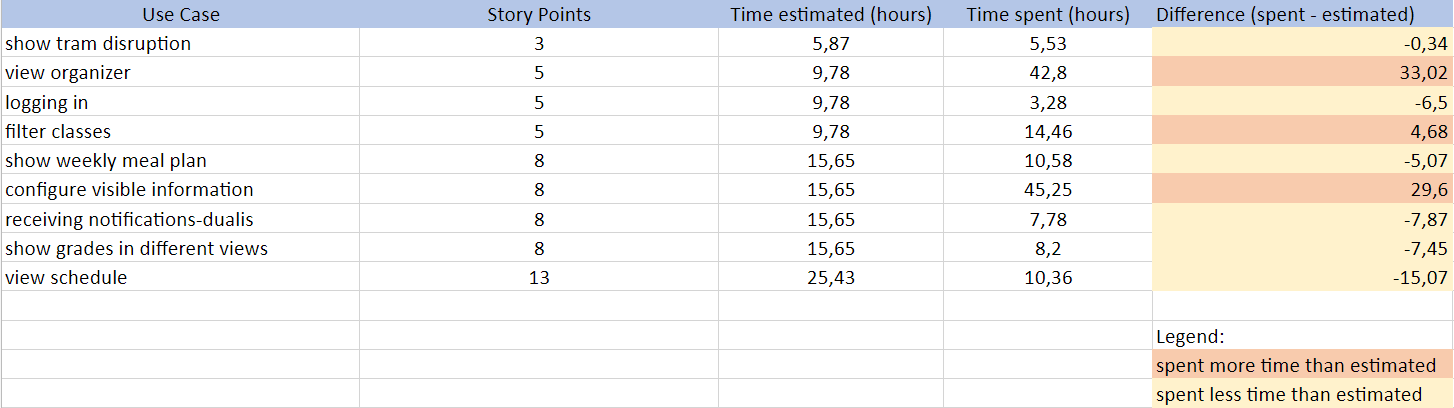 Use Case Story Points Time estimated (hours) Time spent (hours) Difference (spent - estimated)
show tram disruption 3 5,87 5,53 -0,34
view organizer 5 9,78 42,8 33,02
logging in 5 9,78 3,28 -6,5
filter classes 5 9,78 14,46 4,68
show weekly meal plan 8 15,65 10,58 -5,07
configure visible information 8 15,65 45,25 29,6
receiving notifications-dualis 8 15,65 7,78 -7,87
show grades in different views 8 15,65 8,2 -7,45
view schedule 13 25,43 10,36 -15,07
Legend:
spent more time than estimated
spent less time than estimated